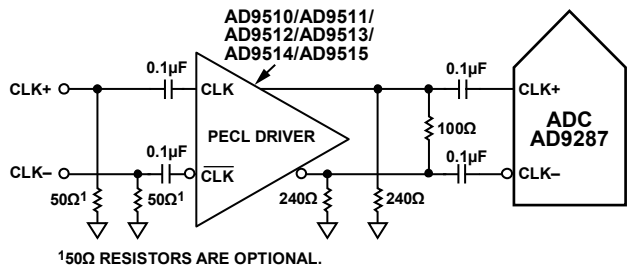 AD9510/AD9511/
AD9512/AD9513/
AD9514/AD9515
0.1µF
0.1µF
CLK+
CLK
CLK+
PECL DRIVER
100Ω
ADC
AD9287
0.1µF
0.1µF
CLK–
CLK
CLK–
50Ω1
50Ω1
240Ω
240Ω
150Ω RESISTORS ARE OPTIONAL.